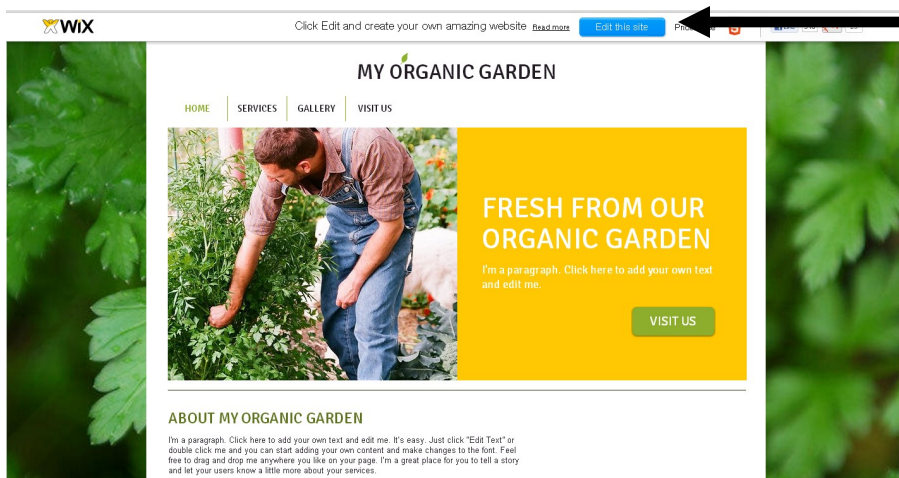 WiX
Click Edit and create your own amazing website Read more Edit this site
MY ORGANIC GARDEN
HOME SERVICES GALLERY VISIT US
FRESH FROM OUR
ORGANIC GARDEN
I'm a paragraph. Click here to add your own text
and edit me.
VISIT US
ABOUT MY ORGANIC GARDEN
I'm a paragraph. Click here to add your own text and edit me. It's easy. Just click "Edit Text" or
double click me and you can start adding your own content and make changes to the font. Feel
free to drag and drop me anywhere you like on your page. I'm a great place for you to tell a story
and let your users know a little more about your services.